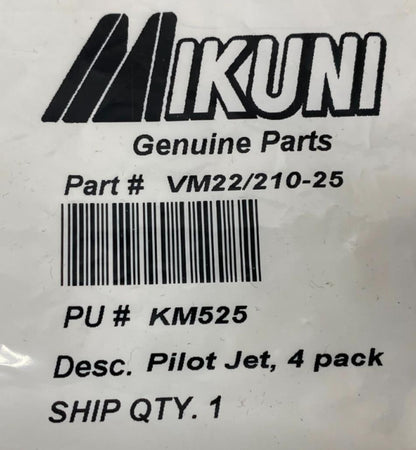 MIKUNI
Genuine Parts
Part # VM22/210-25
PU # KM525
Desc. Pilot Jet, 4 pack
SHIP QTY. 1